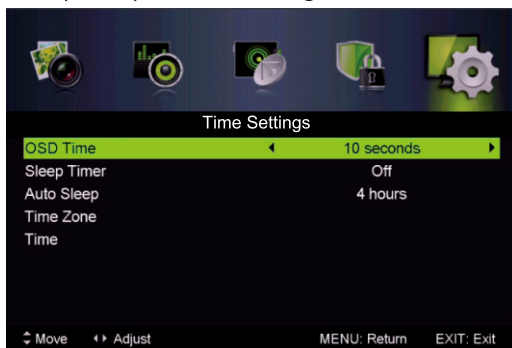 Time Settings
OSD Time 10 seconds
Sleep Timer Off
Auto Sleep 4 hours
Time Zone
Time
Move Adjust MENU: Return EXIT: Exit